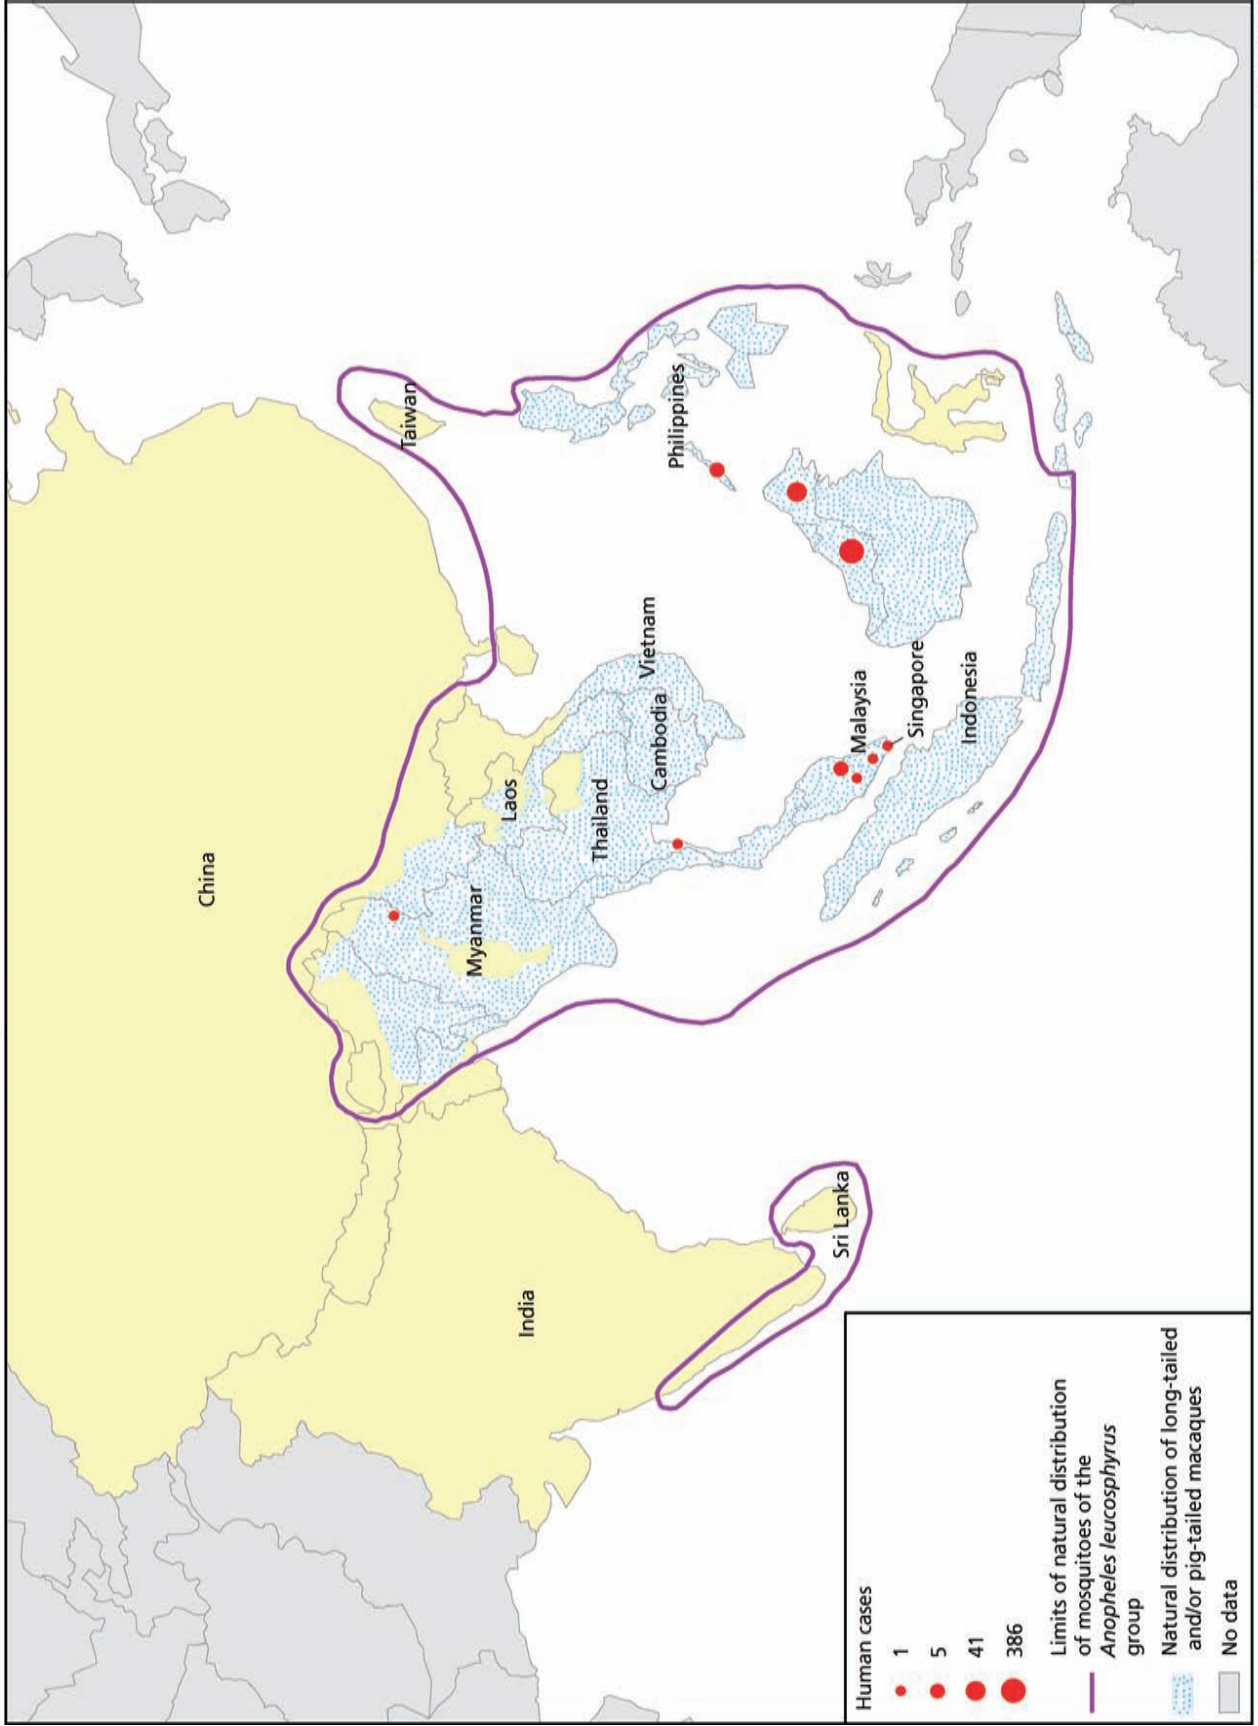 China
Taiwan
India
Myanmar
Laos
Thailand
Vietnam
Cambodia
Philippines
Sri Lanka
Malaysia
Singapore
Indonesia
Human cases
1
5
41
386
Limits of natural distribution
of mosquitoes of the
Anopheles leucosphyrus
group
Natural distribution of long-tailed
and/or pig-tailed macaques
No data